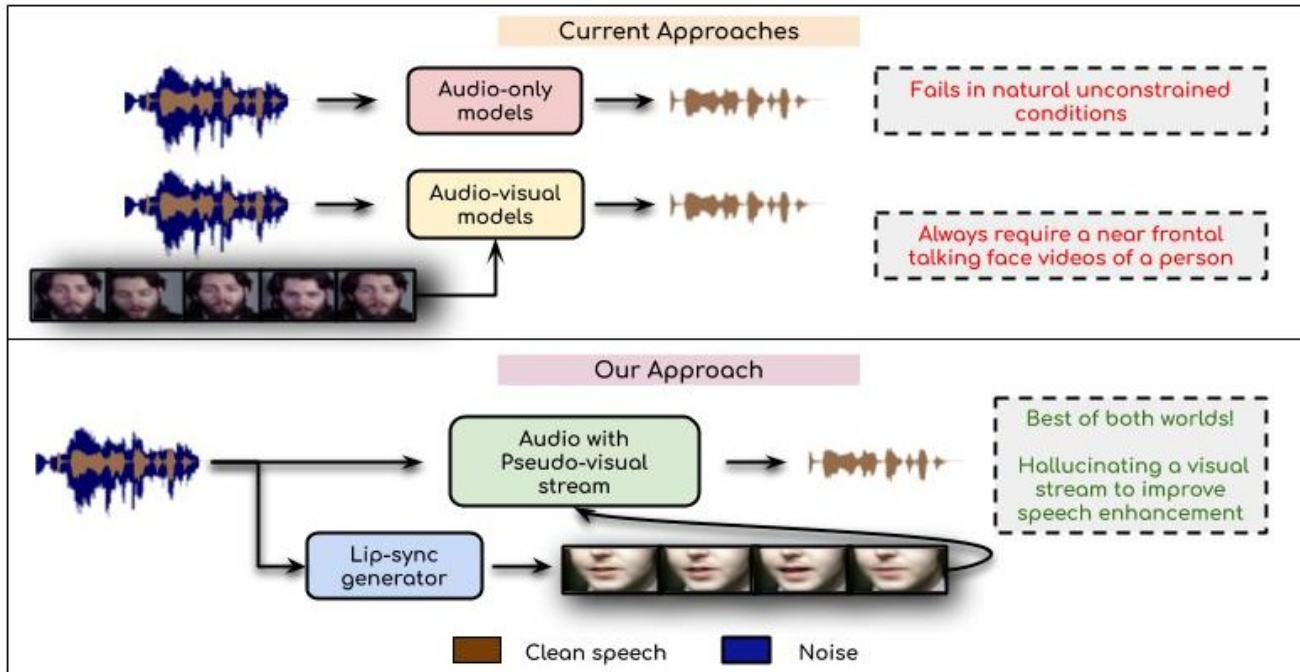 Current Approaches
Audio-only
models
Fails in natural unconstrained
conditions
Audio-visual
models
Always require a near frontal
talking face videos of a person
Our Approach
Audio with
Pseudo-visual
stream
Best of both worlds!
Hallucinating a visual
stream to improve
speech enhancement
Lip-sync
generator
Clean speech
Noise